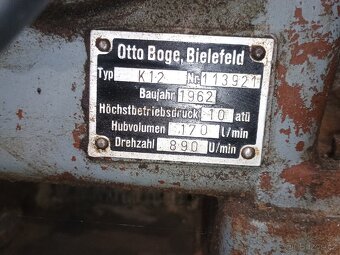 Otto Boge, Bielefeld
Typ K12 Nr. 113921
Baujahr 1962
Höchstbetriebsdruck 10 atü
Hubvolumen 170 l/min
Drehzahl 890 U/min